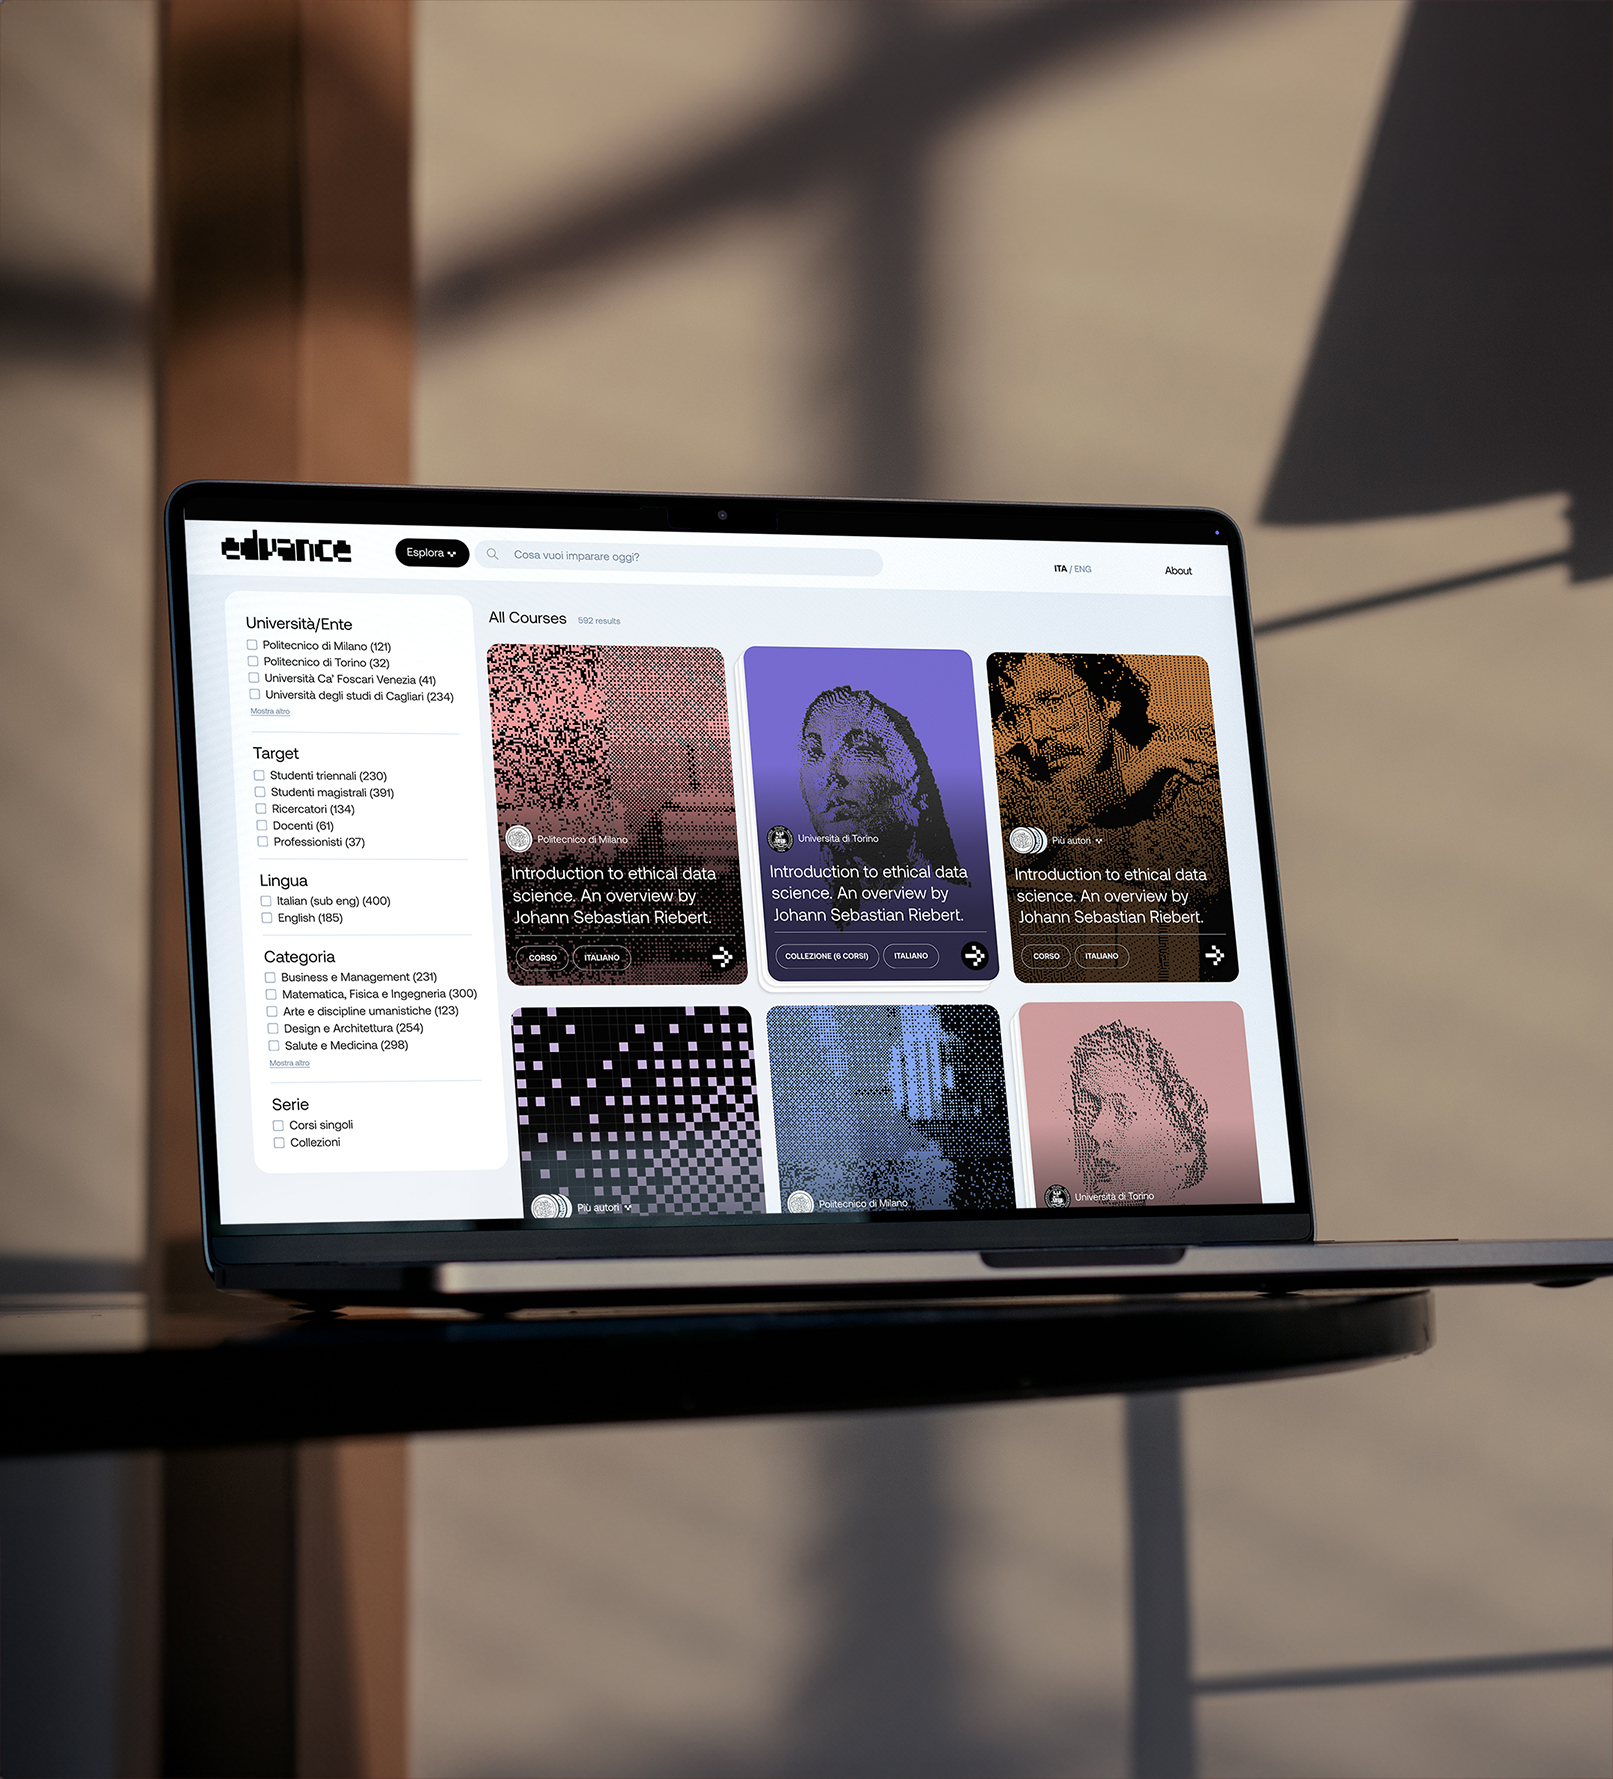 edvance
Esplora
Cosa vuoi imparare oggi?
ITA / ENG
About
Università/Ente
Politecnico di Milano (121)
Politecnico di Torino (32)
Università Ca' Foscari Venezia (41)
Università degli studi di Cagliari (234)
Mostra altro
Target
Studenti triennali (230)
Studenti magistrali (391)
Ricercatori (134)
Docenti (61)
Professionisti (37)
Lingua
Italian (sub eng) (400)
English (185)
Categoria
Business e Management (231)
Matematica, Fisica e Ingegneria (300)
Arte e discipline umanistiche (123)
Design e Architettura (254)
Salute e Medicina (298)
Mostra altro
Serie
Corsi singoli
Collezioni
All Courses 592 results
Politecnico di Milano
Introduction to ethical data
science. An overview by
Johann Sebastian Riebert.
CORSO ITALIANO
Università di Torino
Introduction to ethical data
science. An overview by
Johann Sebastian Riebert.
COLLEZIONE (6 CORSI) ITALIANO
Più autori
Introduction to ethical data
science. An overview by
Johann Sebastian Riebert.
CORSO ITALIANO
Più autori
Politecnico di Milano
Università di Torino